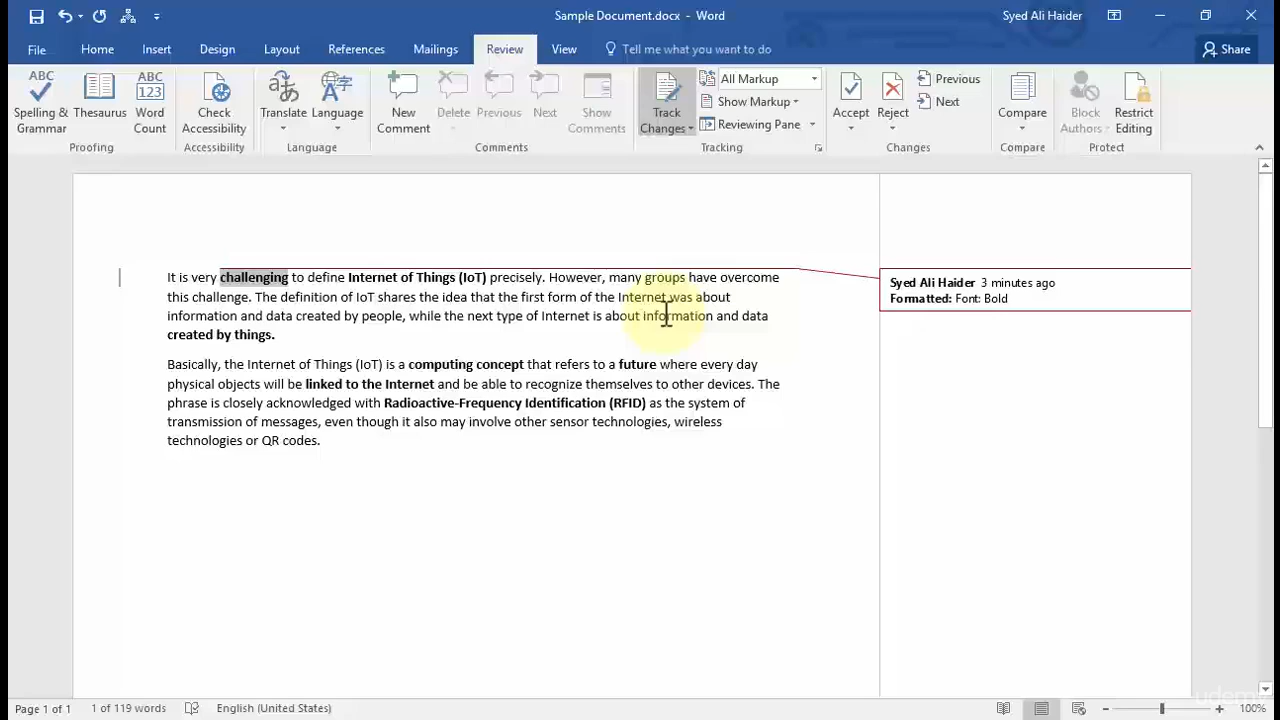 Sample Document.docx - Word
Syed Ali Haider
File Home Insert Design Layout References Mailings Review View Tell me what you want to do Share
Spelling & Grammar
Thesaurus
Word Count
Check Accessibility
Translate
Language
New Comment
Delete
Previous
Next
Show Comments
Track Changes
All Markup
Show Markup
Reviewing Pane
Accept
Reject
Previous
Next
Compare
Block Authors
Restrict Editing
ABC
ABC
123
Proofing Accessibility Language Comments Tracking Changes Compare Protect
It is very challenging to define Internet of Things (IoT) precisely. However, many groups have overcome
this challenge. The definition of IoT shares the idea that the first form of the Internet was about
information and data created by people, while the next type of Internet is about information and data
created by things.
Basically, the Internet of Things (IoT) is a computing concept that refers to a future where every day
physical objects will be linked to the Internet and be able to recognize themselves to other devices. The
phrase is closely acknowledged with Radioactive-Frequency Identification (RFID) as the system of
transmission of messages, even though it also may involve other sensor technologies, wireless
technologies or QR codes.
Syed Ali Haider 3 minutes ago
Formatted: Font: Bold
Page 1 of 1 1 of 119 words English (United States) 100%
udemy